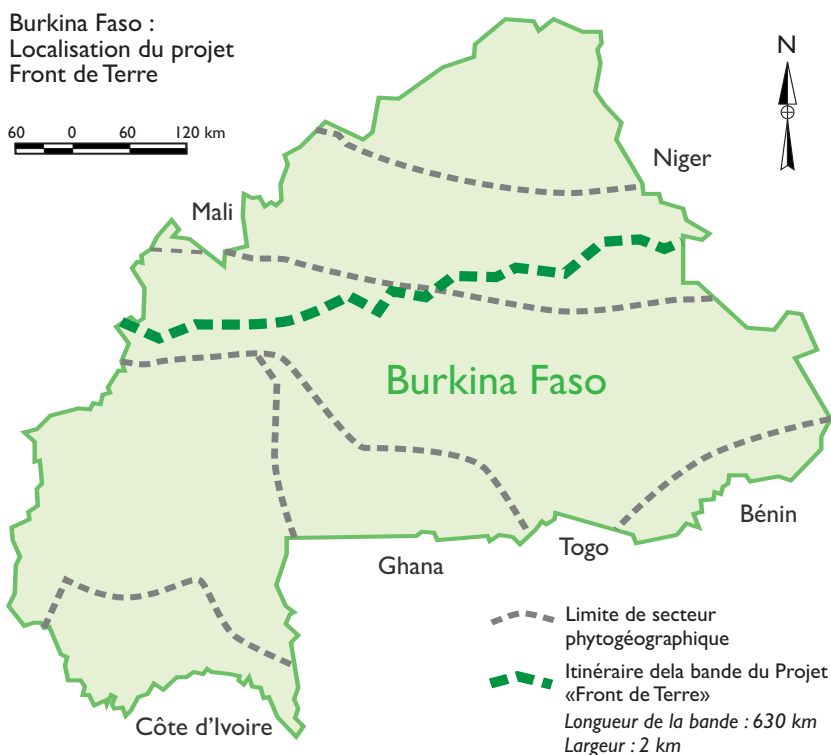 Burkina Faso :
Localisation du projet
Front de Terre
60 0 60 120 km
N
Niger
Mali
Burkina Faso
Bénin
Togo
Ghana
Côte d'Ivoire
Limite de secteur
phytogéographique
Itinéraire dela bande du Projet
«Front de Terre»
Longueur de la bande : 630 km
Largeur : 2 km